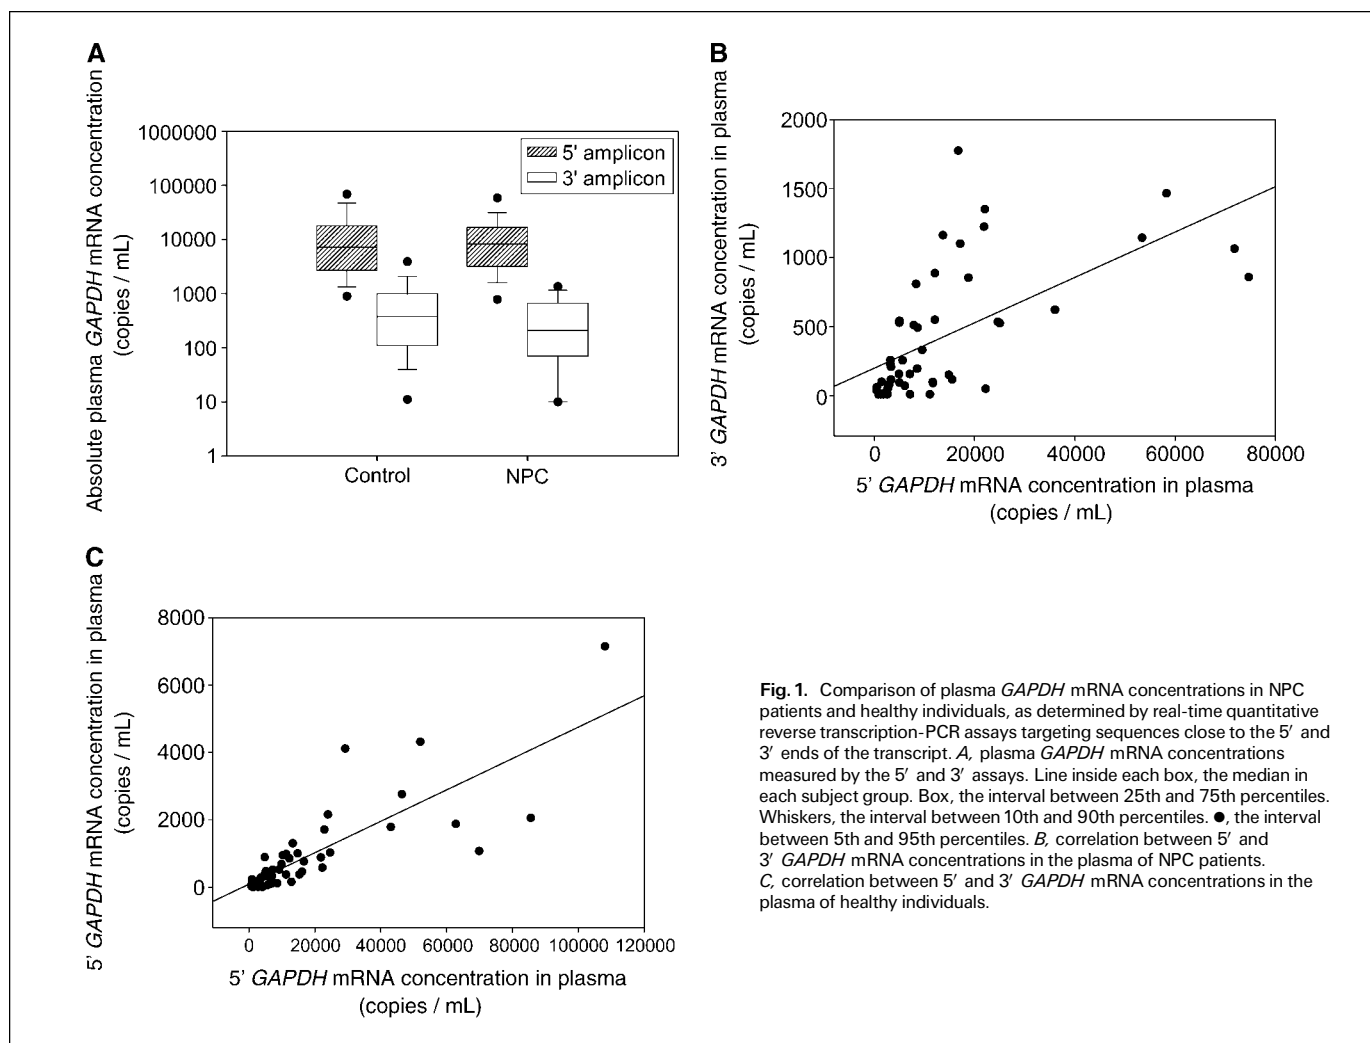 A
Absolute plasma GAPDH mRNA concentration
(copies / mL)
1000000
100000
10000
1000
100
10
1
5' amplicon
3' amplicon
Control
NPC
B
3' GAPDH mRNA concentration in plasma
(copies / mL)
2000
1500
1000
500
0
0 20000 40000 60000 80000
5' GAPDH mRNA concentration in plasma
(copies / mL)
C
5' GAPDH mRNA concentration in plasma
(copies / mL)
8000
6000
4000
2000
0
0 20000 40000 60000 80000 100000 120000
5' GAPDH mRNA concentration in plasma
(copies / mL)
Fig. 1. Comparison of plasma GAPDH mRNA concentrations in NPC
patients and healthy individuals, as determined by real-time quantitative
reverse transcription-PCR assays targeting sequences close to the 5′ and
3′ ends of the transcript. A, plasma GAPDH mRNA concentrations
measured by the 5′ and 3′ assays. Line inside each box, the median in
each subject group. Box, the interval between 25th and 75th percentiles.
Whiskers, the interval between 10th and 90th percentiles. ●, the interval
between 5th and 95th percentiles. B, correlation between 5′ and
3′ GAPDH mRNA concentrations in the plasma of NPC patients.
C, correlation between 5′ and 3′ GAPDH mRNA concentrations in the
plasma of healthy individuals.